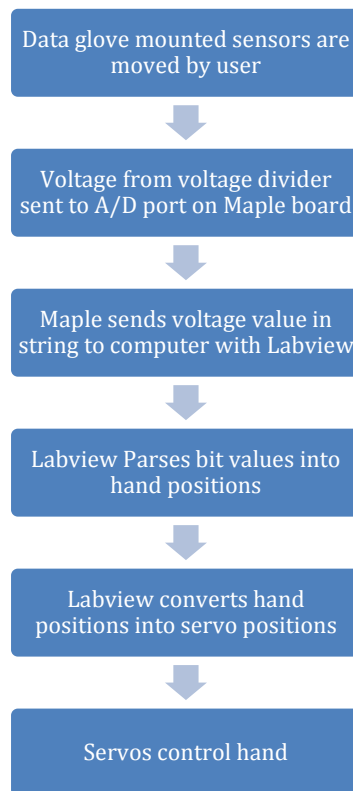 Data glove mounted sensors are
moved by user
Voltage from voltage divider
sent to A/D port on Maple board
Maple sends voltage value in
string to computer with Labview
Labview Parses bit values into
hand positions
Labview converts hand
positions into servo positions
Servos control hand